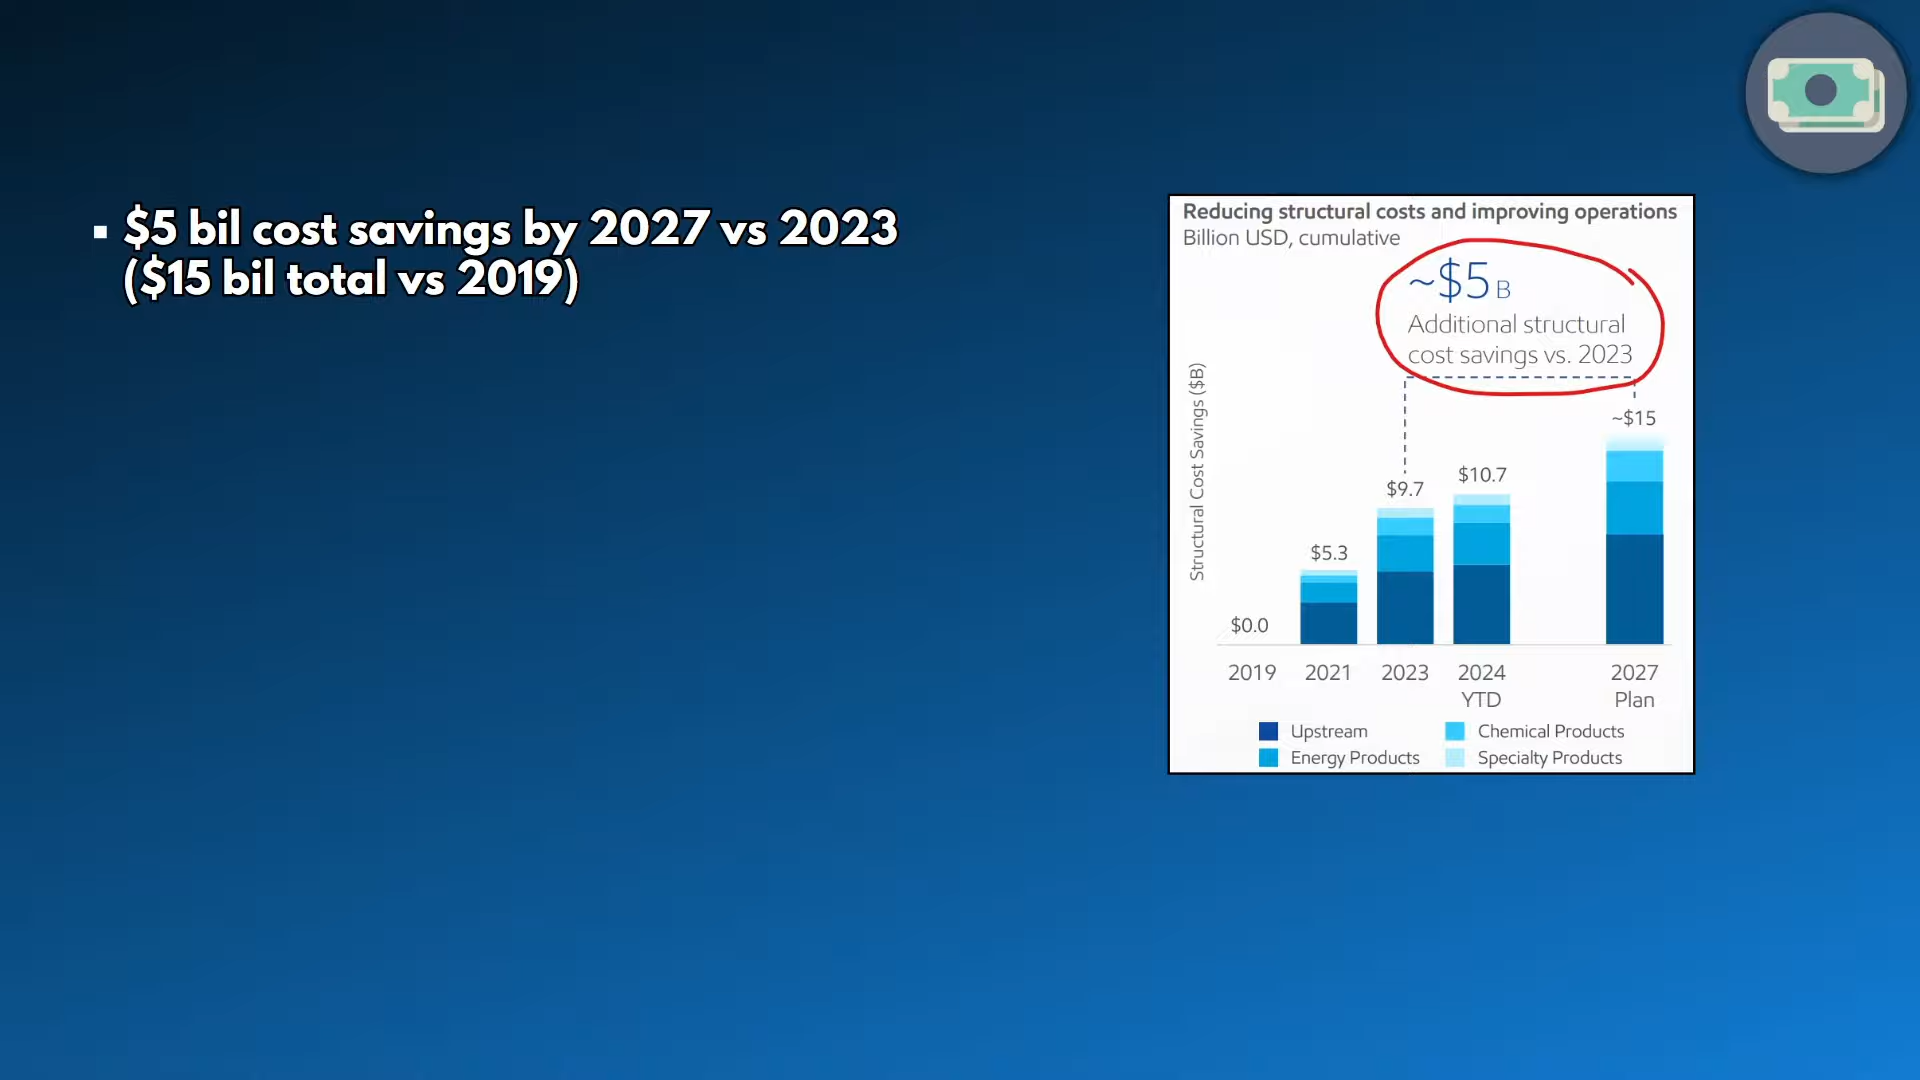 ▪ $5 bil cost savings by 2027 vs 2023
($15 bil total vs 2019)
Reducing structural costs and improving operations
Billion USD, cumulative
~$5 B
Additional structural
cost savings vs. 2023
Structural Cost Savings ($B)
~$15
$10.7
$9.7
$5.3
$0.0
2019 2021 2023 2024 2027
YTD Plan
Upstream Chemical Products
Energy Products Specialty Products